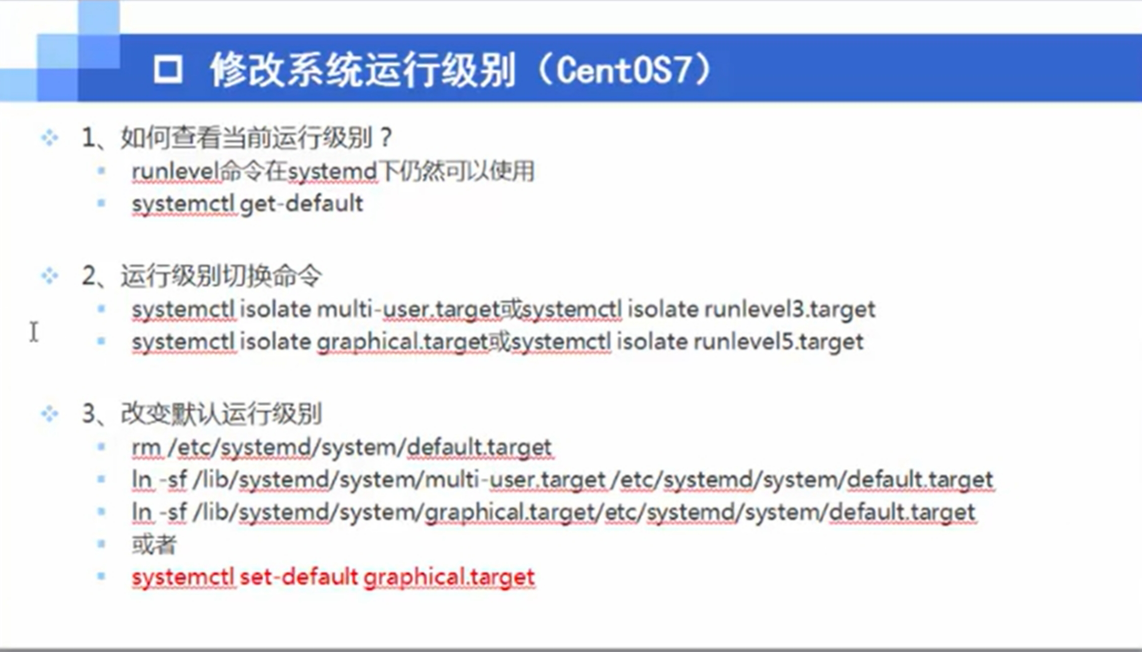 修改系统运行级别（CentOS7）
1、如何查看当前运行级别？
runlevel命令在systemd下仍然可以使用
systemctl get-default
2、运行级别切换命令
systemctl isolate multi-user.target或systemctl isolate runlevel3.target
systemctl isolate graphical.target或systemctl isolate runlevel5.target
3、改变默认运行级别
rm /etc/systemd/system/default.target
ln -sf /lib/systemd/system/multi-user.target /etc/systemd/system/default.target
ln -sf /lib/systemd/system/graphical.target/etc/systemd/system/default.target
或者
systemctl set-default graphical.target